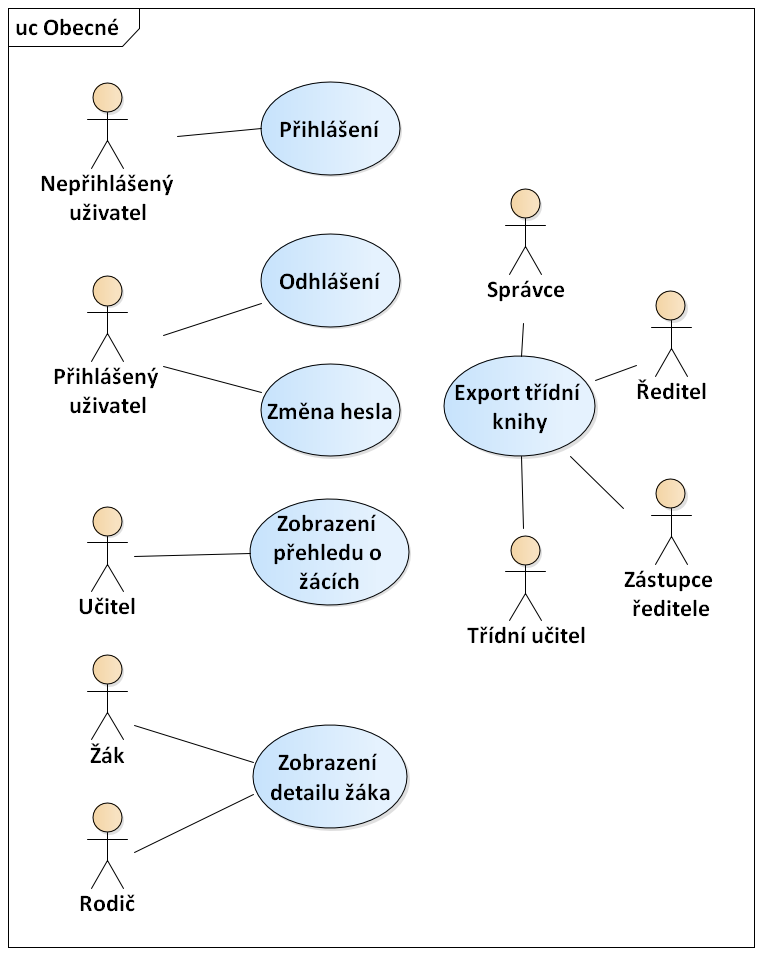 uc Obecné
Přihlášení
Nepřihlášený
uživatel
Odhlášení
Přihlášený
uživatel
Změna hesla
Správce
Ředitel
Export třídní
knihy
Zástupce
ředitele
Třídní učitel
Zobrazení
přehledu o
žácích
Učitel
Žák
Zobrazení
detailu žáka
Rodič